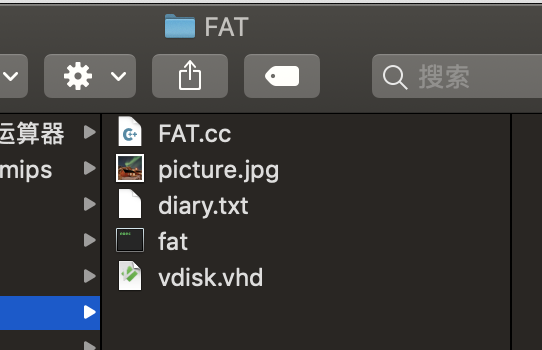 FAT
搜索
运算器
mips
FAT.cc
picture.jpg
diary.txt
fat
vdisk.vhd